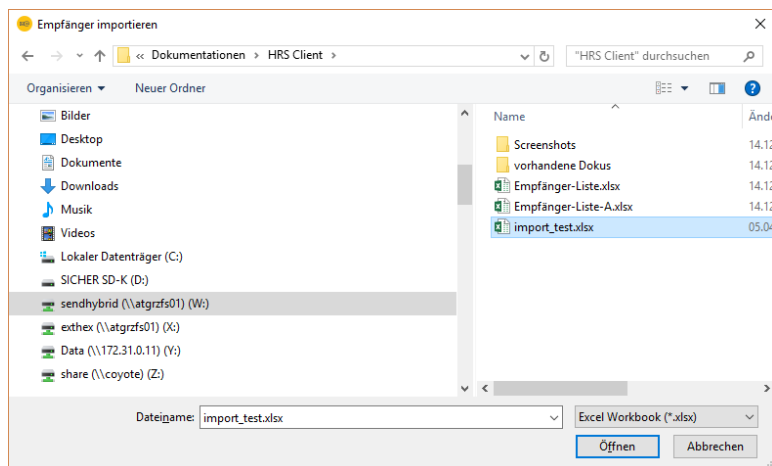 Empfänger importieren
« Dokumentationen > HRS Client >
"HRS Client" durchsuchen
Organisieren
Neuer Ordner
Bilder
Desktop
Dokumente
Downloads
Musik
Videos
Lokaler Datenträger (C:)
SICHER SD-K (D:)
sendhybrid (\\atgrzfs01) (W:)
exthex (\\atgrzfs01) (X:)
Data (\\172.31.0.11) (Y:)
share (\\coyote) (Z:)
Name Ände
Screenshots 14.12
vorhandene Dokus 14.12
Empfänger-Liste.xlsx 14.12
Empfänger-Liste-A.xlsx 14.12
import_test.xlsx 05.04
Dateiname: import_test.xlsx
Excel Workbook (*.xlsx)
Öffnen
Abbrechen